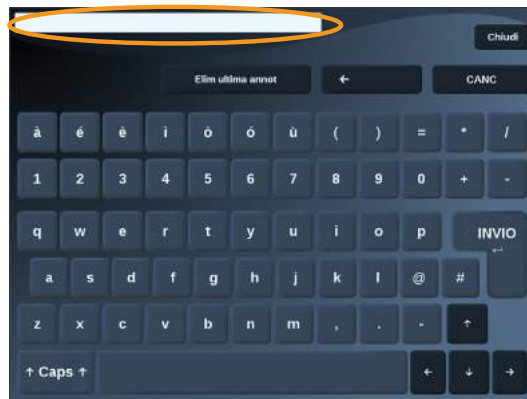 Chiudi
Elim ultima annot ← CANC
à é è ì ò ó ù ( ) = * /
1 2 3 4 5 6 7 8 9 0 + -
q w e r t y u i o p INVIO ↵
a s d f g h j k l @ #
z x c v b n m , . - ↑
↑ Caps ↑ ← ↓ →